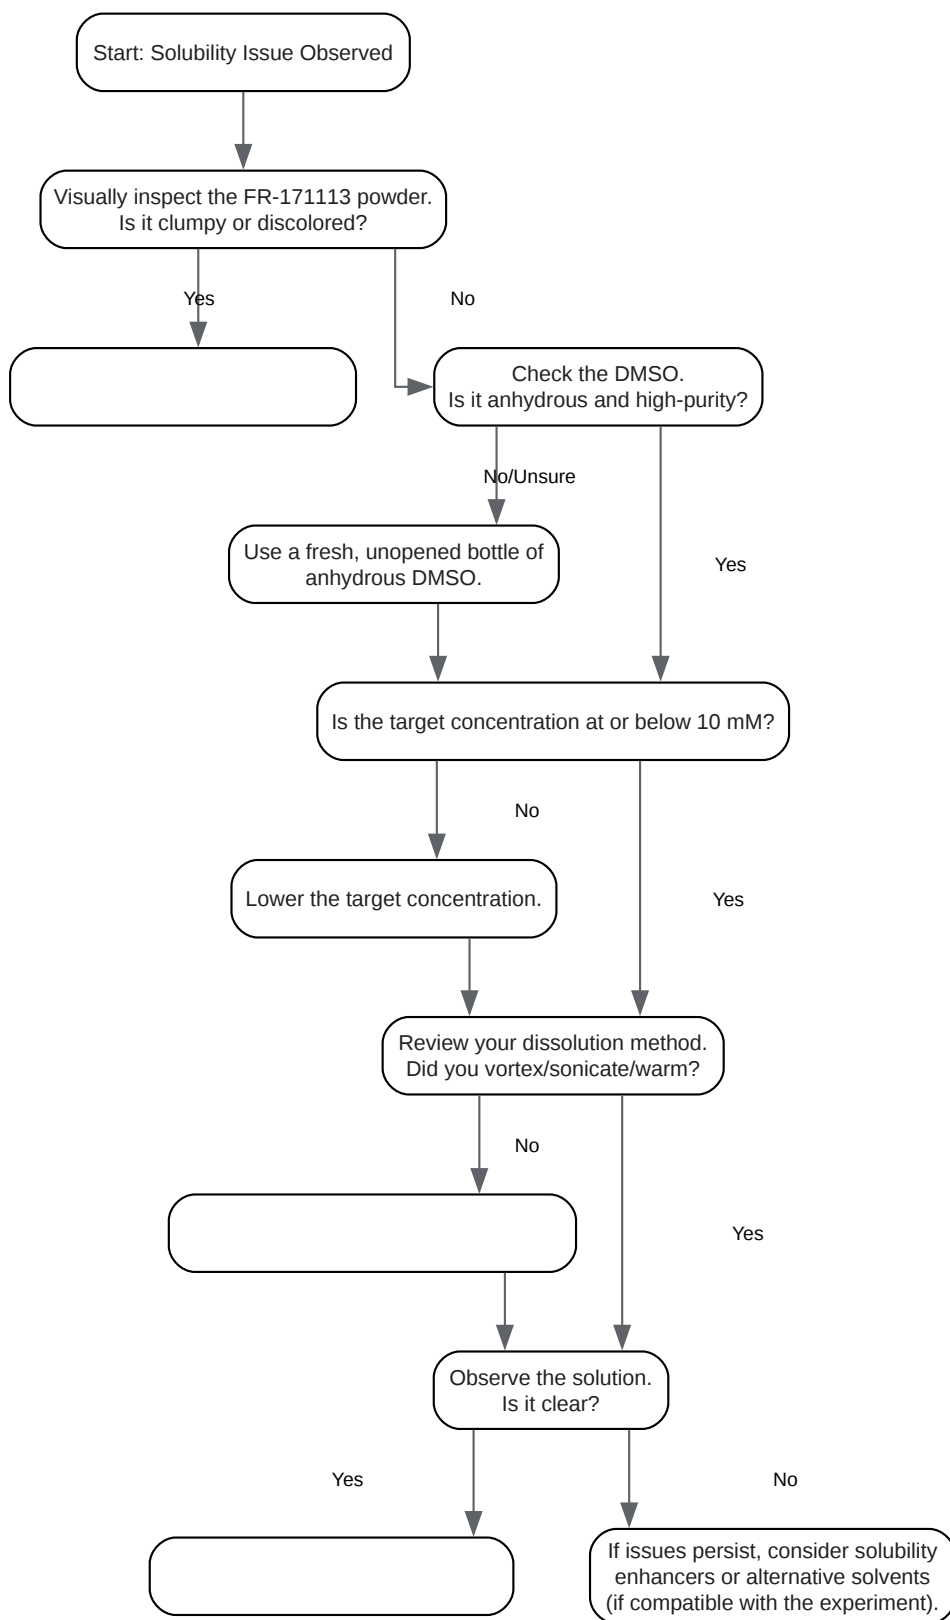 Start: Solubility Issue Observed
Visually inspect the FR-171113 powder.
Is it clumpy or discolored?
Yes
No
Check the DMSO.
Is it anhydrous and high-purity?
No/Unsure
Use a fresh, unopened bottle of
anhydrous DMSO.
Yes
Is the target concentration at or below 10 mM?
No
Lower the target concentration.
Yes
Review your dissolution method.
Did you vortex/sonicate/warm?
No
Yes
Observe the solution.
Is it clear?
Yes
No
If issues persist, consider solubility
enhancers or alternative solvents
(if compatible with the experiment).